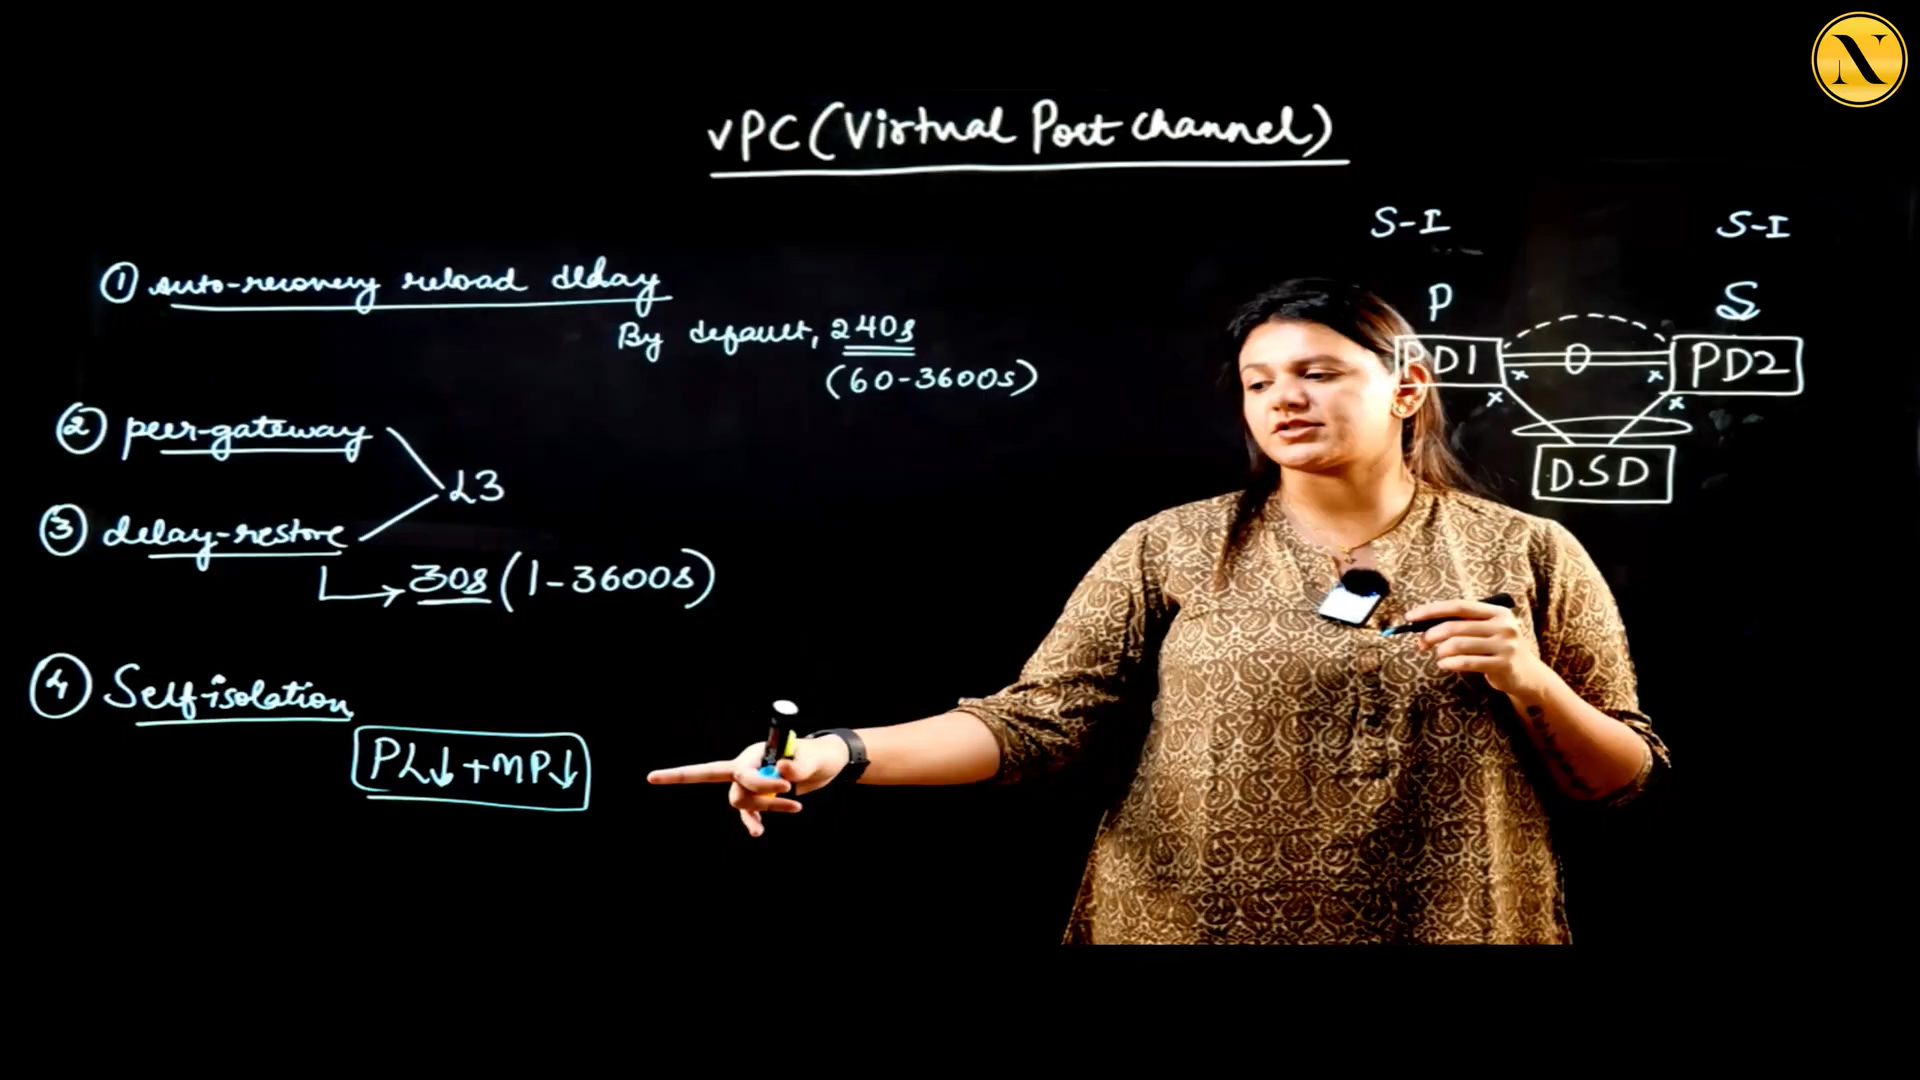 N
vPC (Virtual Port channel)
① auto-recovery reload delay
By default, 240s
(60-3600s)
② peer-gateway
L3
③ delay-restore
30s (1-3600s)
④ Self-isolation
PL↓ + MP↓
S-I S-I
P S
PD1 0 PD2
x x
x x
DSD